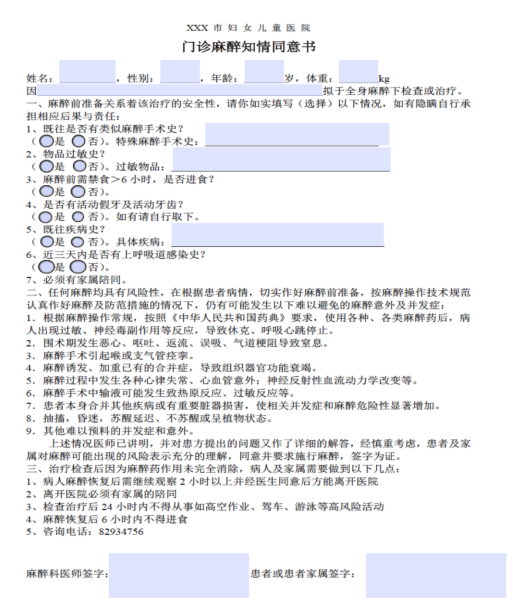 XXX 市 妇 女 儿 童 医 院
门诊麻醉知情同意书
姓名： ，性别： ，年龄： 岁，体重： kg
因 拟于全身麻醉下检查或治疗。
一、麻醉前准备关系着该治疗的安全性，请你如实填写（选择）以下情况，如有隐瞒自行承
担相应后果与责任：
1、既往是否有类似麻醉手术史？
（ 是 否）。特殊麻醉手术史：
2、物品过敏史？
（ 是 否）。过敏物品：
3、麻醉前需禁食＞6 小时，是否进食？
（ 是 否）。
4、是否有活动假牙及活动牙齿？
（ 是 否）。如有请自行取下。
5、既往疾病史？
（ 是 否）。具体疾病：
6、近三天内是否有上呼吸道感染史？
（ 是 否）。
7、必须有家属陪同。
二、任何麻醉均具有风险性，在根据患者病情，切实作好麻醉前准备，按麻醉操作技术规范
认真作好麻醉及防范措施的情况下，仍有可能发生以下难以避免的麻醉意外及并发症：
1．根据麻醉操作常规，按照《中华人民共和国药典》要求，使用各种、各类麻醉药后，病
人出现过敏、神经毒副作用等反应，导致休克、呼吸心跳停止。
2．围术期发生恶心、呕吐、返流、误吸、气道梗阻导致窒息。
3．麻醉手术引起喉或支气管痉挛。
4．麻醉诱发、加重已有的合并症，导致组织器官功能衰竭。
5．麻醉过程中发生各种心律失常、心血管意外；神经反射性血流动力学改变等。
6．麻醉手术中输液可能发生致热原反应、过敏反应等。
7．患者本身合并其他疾病或有重要脏器损害，使相关并发症和麻醉危险性显著增加。
8．抽搐，昏迷，苏醒延迟、不苏醒或呈植物状态。
9．其他难以预料的并发症和意外。
上述情况医师已讲明，并对患方提出的问题又作了详细的解答，经慎重考虑，患者及家
属对麻醉可能出现的风险表示充分的理解，同意并要求施行麻醉，签字为证。
三、治疗检查后因为麻醉药作用未完全消除，病人及家属需要做到以下几点：
1、病人麻醉恢复后需继续观察 2 小时以上并经医生同意后方能离开医院
2、离开医院必须有家属的陪同
3、检查治疗后 24 小时内不得从事如高空作业、驾车、游泳等高风险活动
4、麻醉恢复后 6 小时内不得进食
5、咨询电话：82934756
麻醉科医师签字： 患者或患者家属签字：